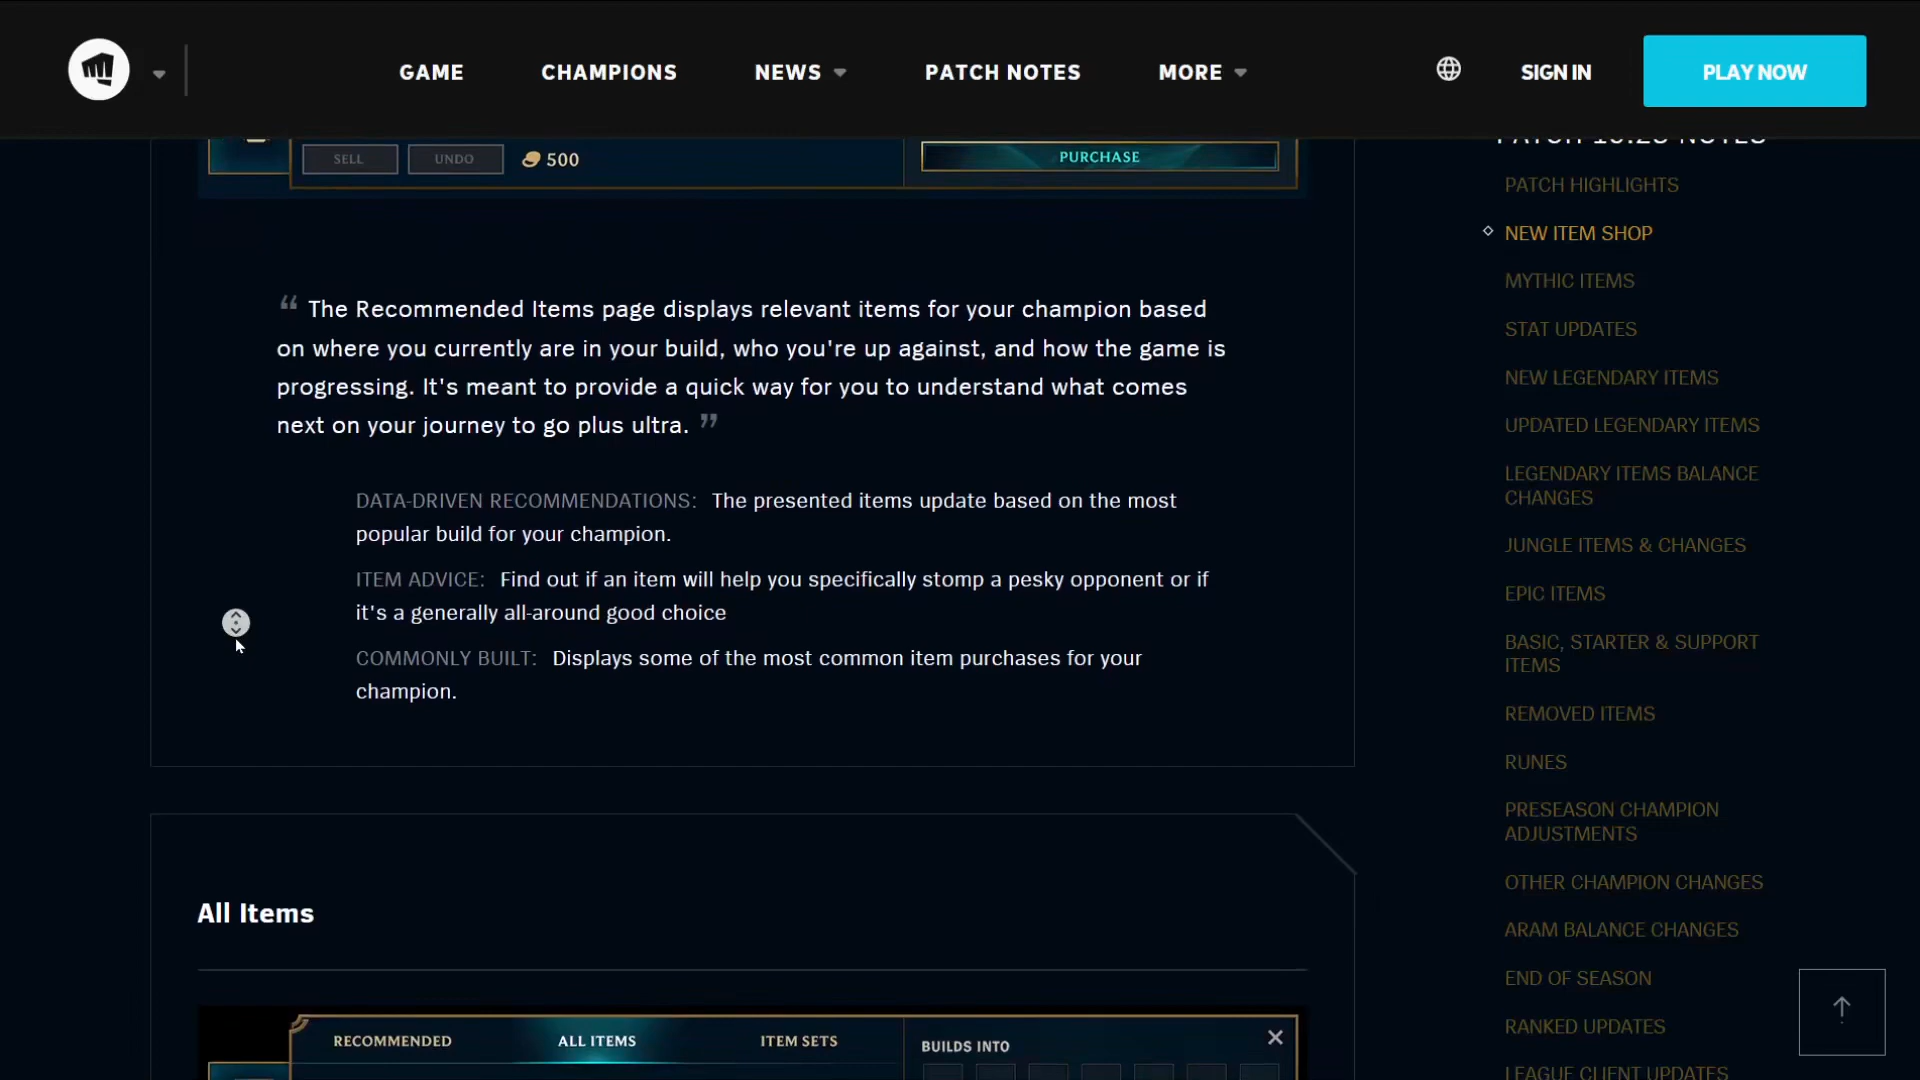 GAME
CHAMPIONS
NEWS
PATCH NOTES
MORE
SIGN IN
PLAY NOW
SELL
UNDO
500
PURCHASE
“ The Recommended Items page displays relevant items for your champion based
on where you currently are in your build, who you're up against, and how the game is
progressing. It's meant to provide a quick way for you to understand what comes
next on your journey to go plus ultra. ”
DATA-DRIVEN RECOMMENDATIONS: The presented items update based on the most
popular build for your champion.
ITEM ADVICE: Find out if an item will help you specifically stomp a pesky opponent or if
it's a generally all-around good choice
COMMONLY BUILT: Displays some of the most common item purchases for your
champion.
All Items
RECOMMENDED
ALL ITEMS
ITEM SETS
BUILDS INTO
PATCH 10.23 NOTES
PATCH HIGHLIGHTS
NEW ITEM SHOP
MYTHIC ITEMS
STAT UPDATES
NEW LEGENDARY ITEMS
UPDATED LEGENDARY ITEMS
LEGENDARY ITEMS BALANCE
CHANGES
JUNGLE ITEMS & CHANGES
EPIC ITEMS
BASIC, STARTER & SUPPORT
ITEMS
REMOVED ITEMS
RUNES
PRESEASON CHAMPION
ADJUSTMENTS
OTHER CHAMPION CHANGES
ARAM BALANCE CHANGES
END OF SEASON
RANKED UPDATES
LEAGUE CLIENT UPDATES